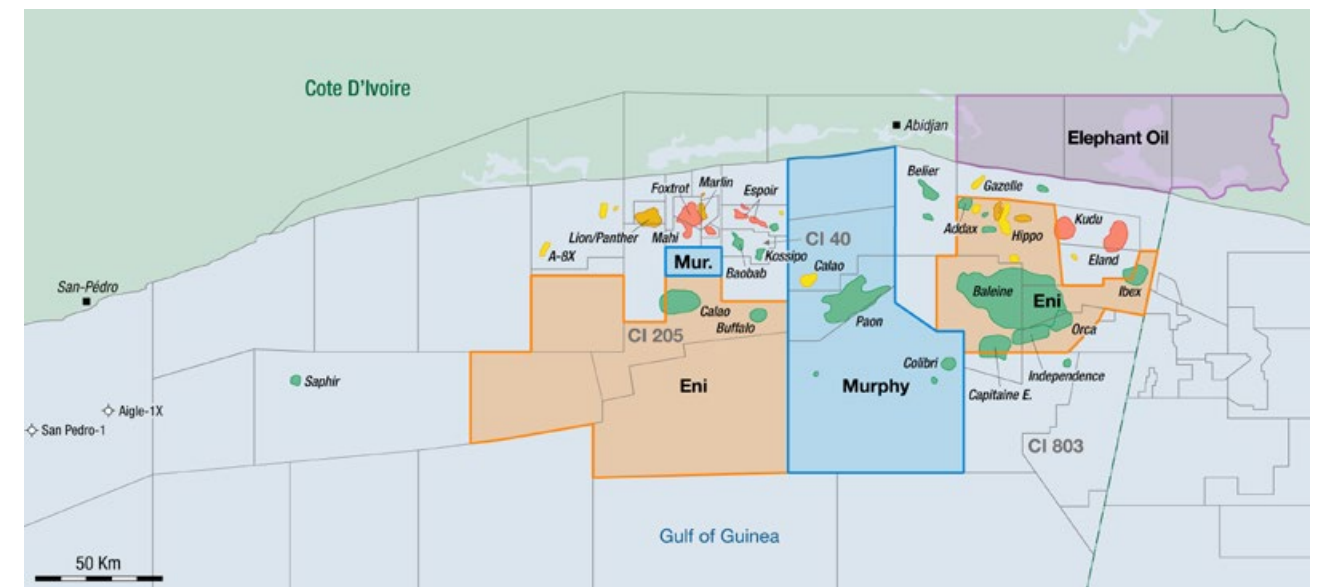 Cote D'Ivoire
Abidjan
Elephant Oil
Belier
Gazelle
Foxtrot
Marlin
Espoir
Addax
Hippo
Kudu
Lion/Panther
Mahi
CI 40
Eland
A-8X
Mur.
Baobab
Kossipo
Calao
San-Pédro
Baleine
Eni
Ibex
Calao
Buffalo
Paon
Orca
CI 205
Colibri
Independence
Saphir
Eni
Murphy
Capitaine E.
Aigle-1X
San Pedro-1
CI 803
Gulf of Guinea
50 Km